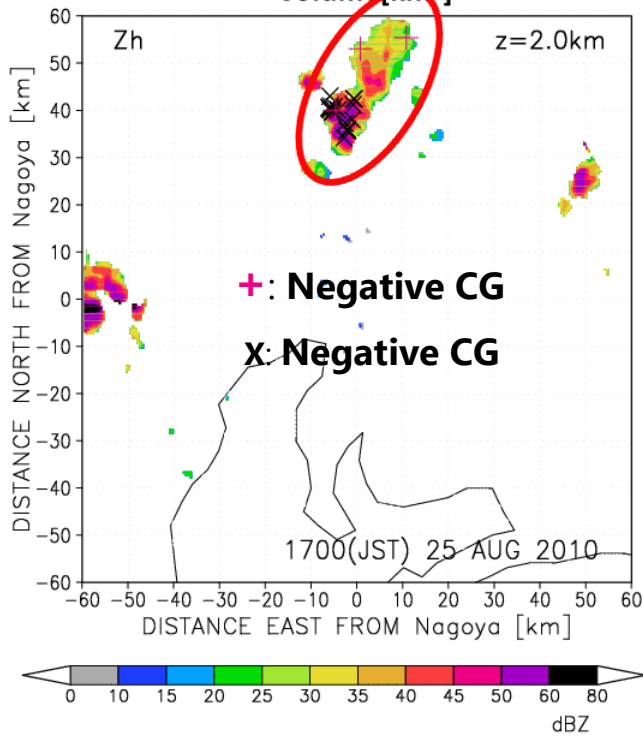 Zh
z=2.0km
+: Negative CG
x: Negative CG
1700(JST) 25 AUG 2010
DISTANCE NORTH FROM Nagoya [km]
60
50
40
30
20
10
0
−10
−20
−30
−40
−50
−60
−60 −50 −40 −30 −20 −10 0 10 20 30 40 50 60
DISTANCE EAST FROM Nagoya [km]
0 10 15 20 25 30 35 40 45 50 60 80
dBZ